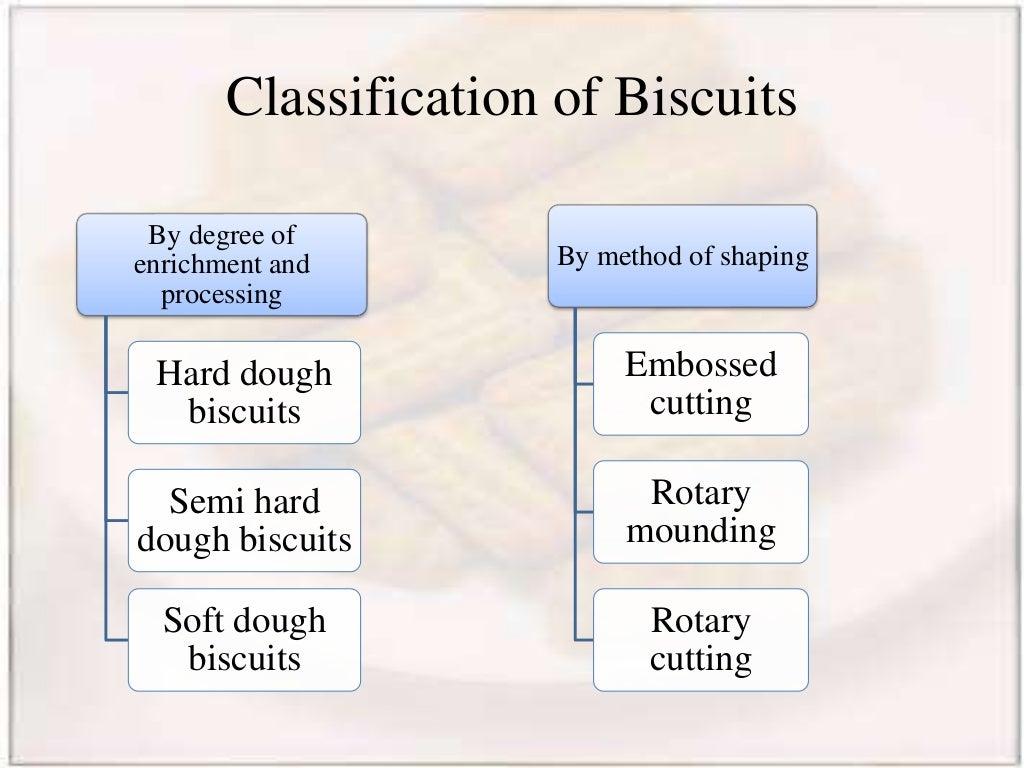 Classification of Biscuits
By degree of
enrichment and
processing
Hard dough
biscuits
Semi hard
dough biscuits
Soft dough
biscuits
By method of shaping
Embossed
cutting
Rotary
mounding
Rotary
cutting